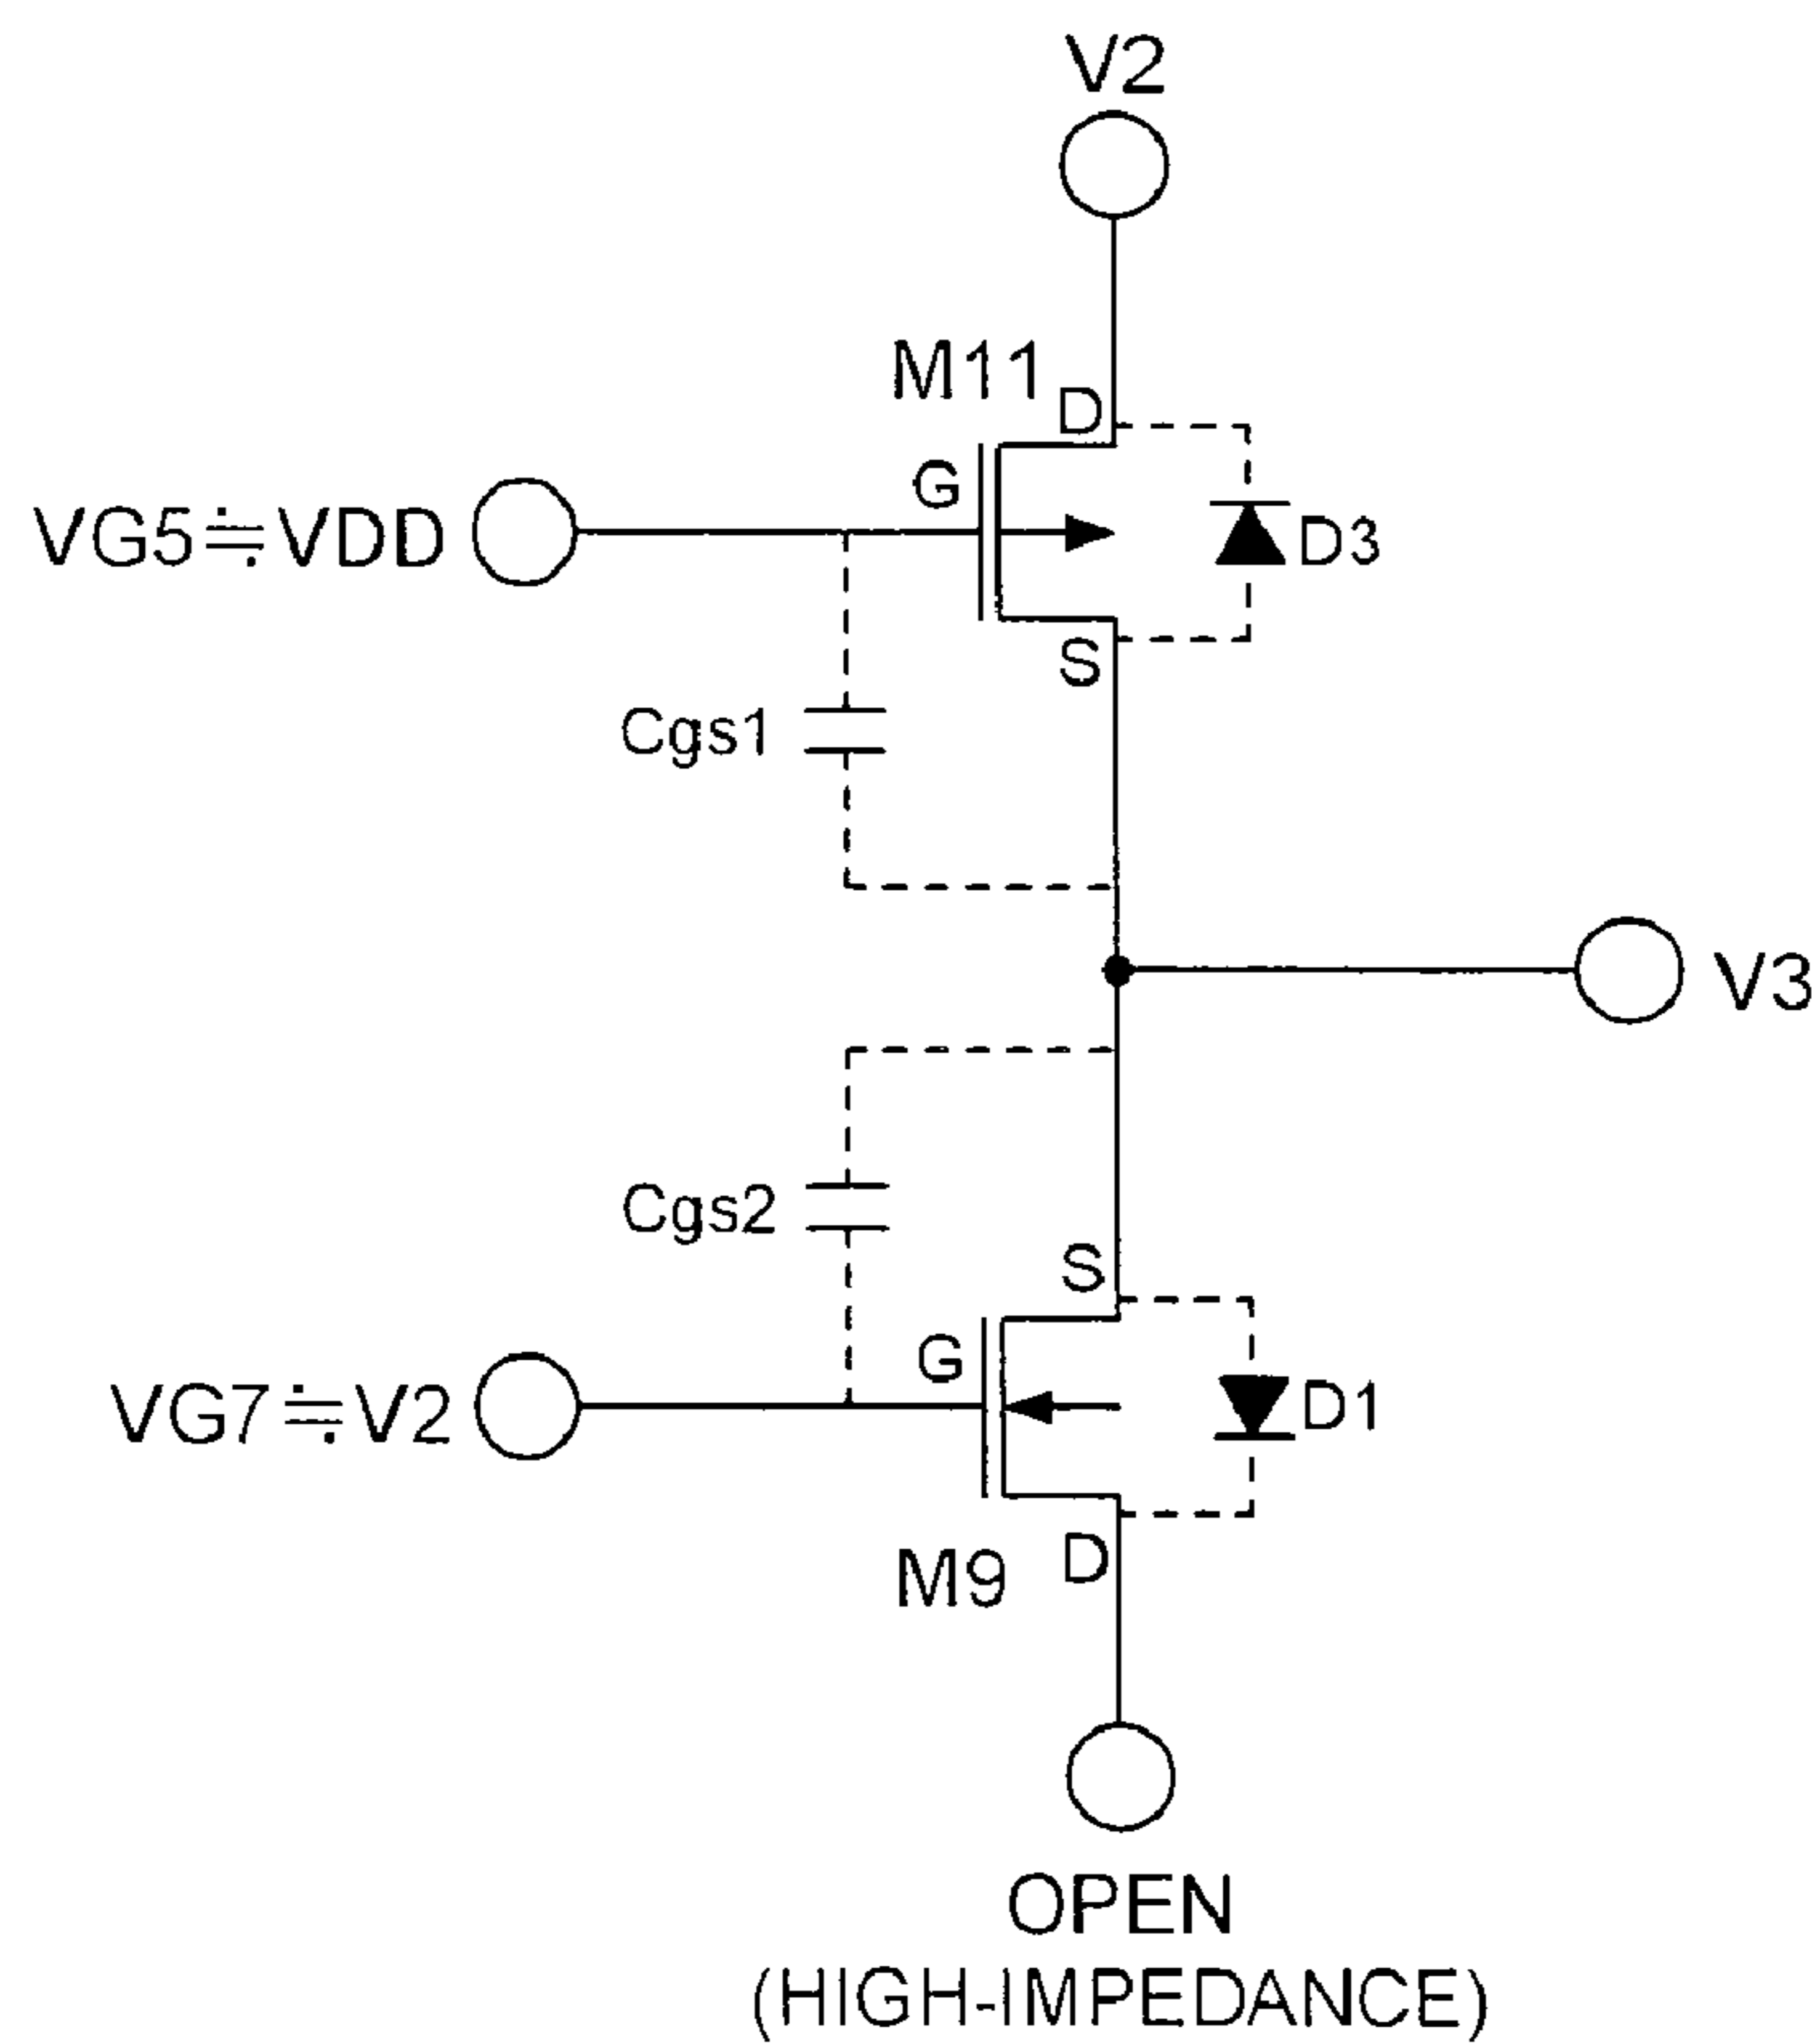 V2
M11
D
G
VG5≒VDD
D3
S
Cgs1
V3
Cgs2
S
G
VG7≒V2
D1
M9
D
OPEN
(HIGH-IMPEDANCE)